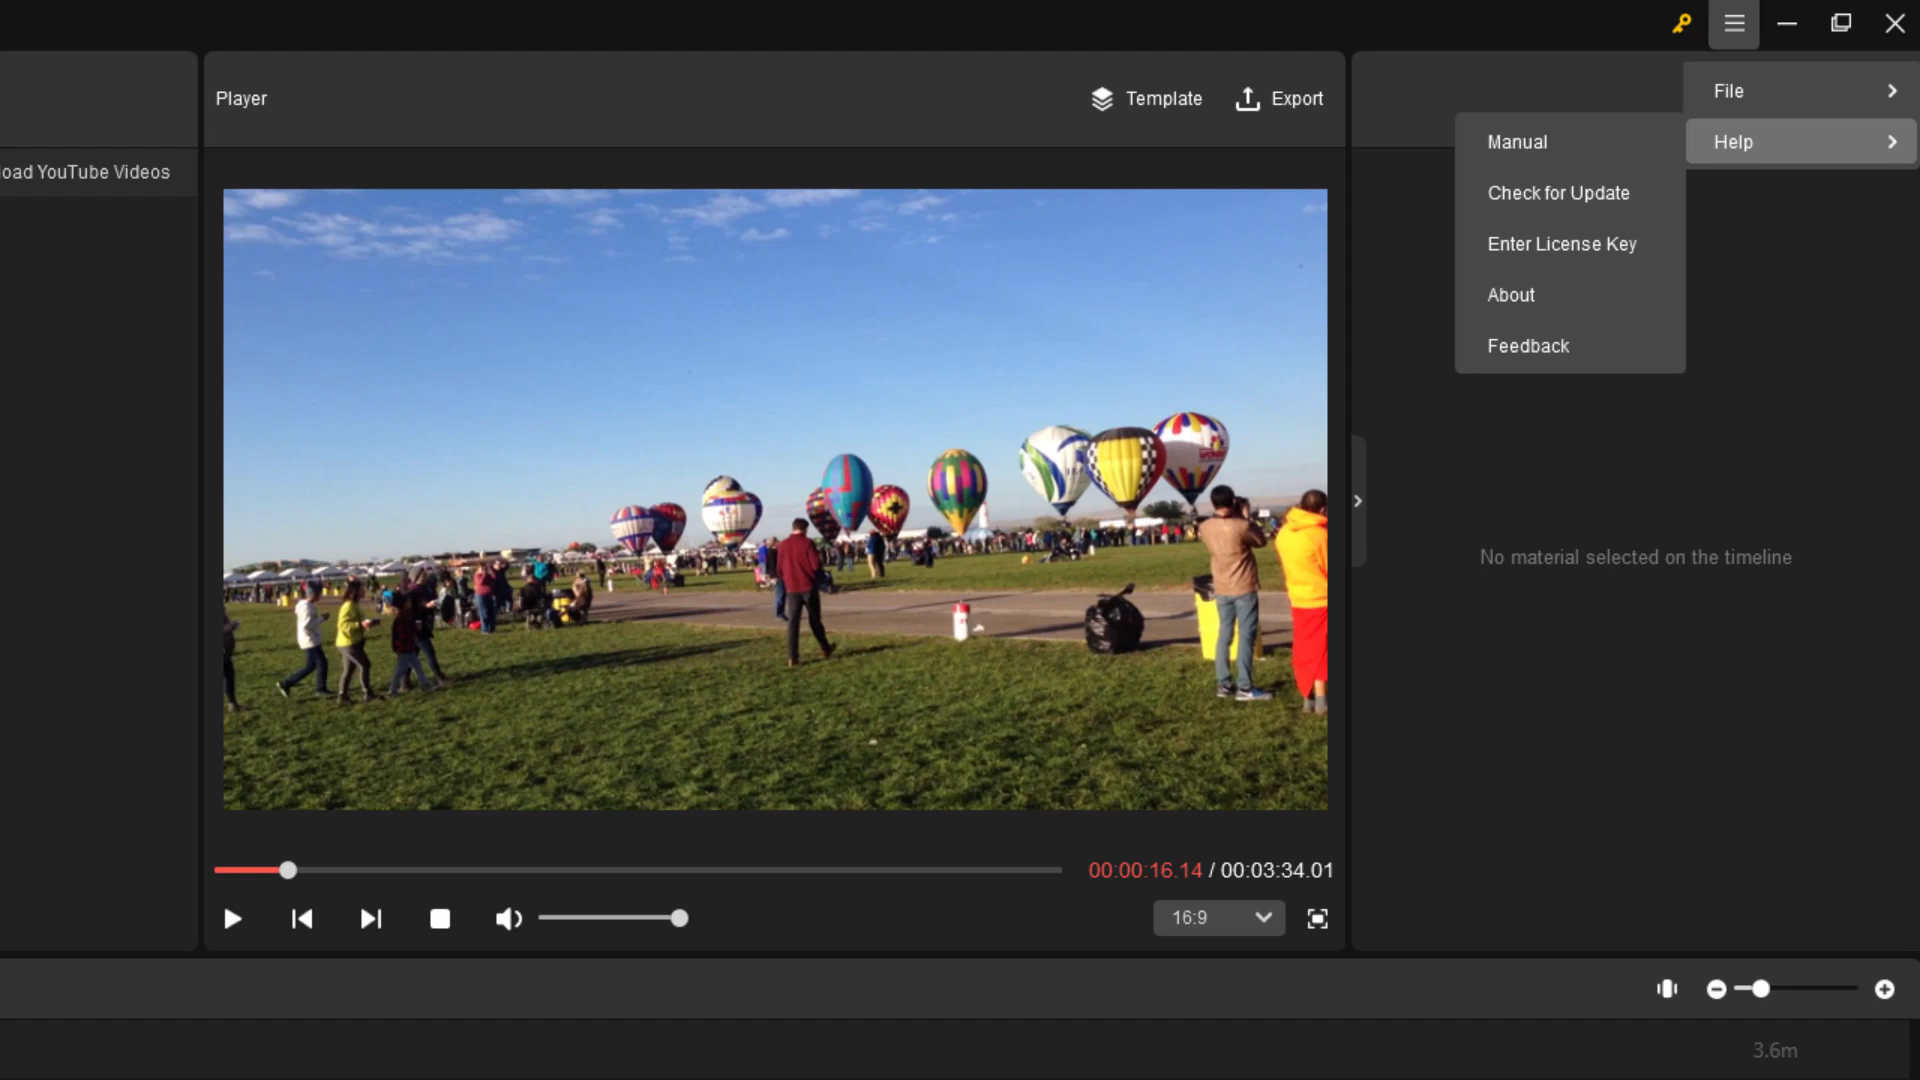 Player
Template
Export
File
Help
Manual
Check for Update
Enter License Key
About
Feedback
load YouTube Videos
No material selected on the timeline
00:00:16.14 / 00:03:34.01
16:9
3.6m